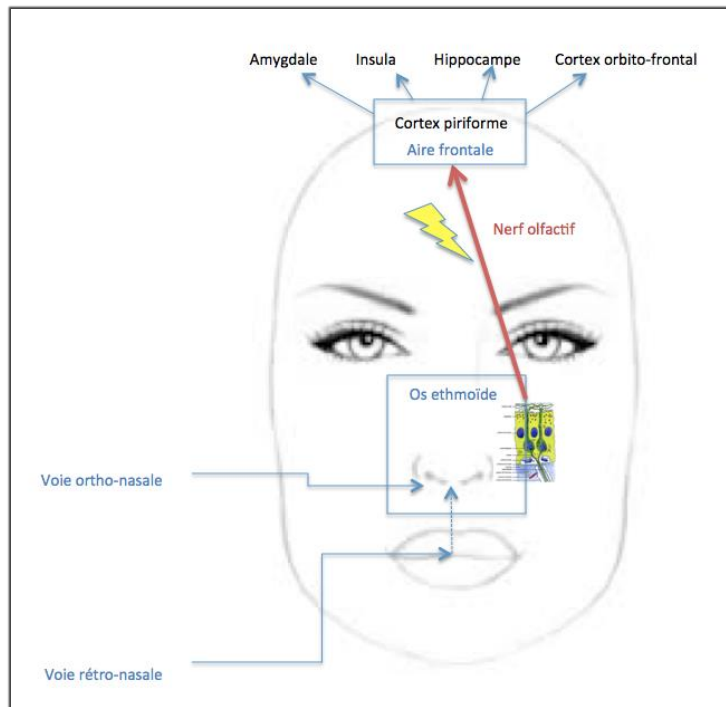 Amygdale Insula Hippocampe Cortex orbito-frontal
Cortex piriforme
Aire frontale
Nerf olfactif
Os ethmoïde
Voie ortho-nasale
Voie rétro-nasale